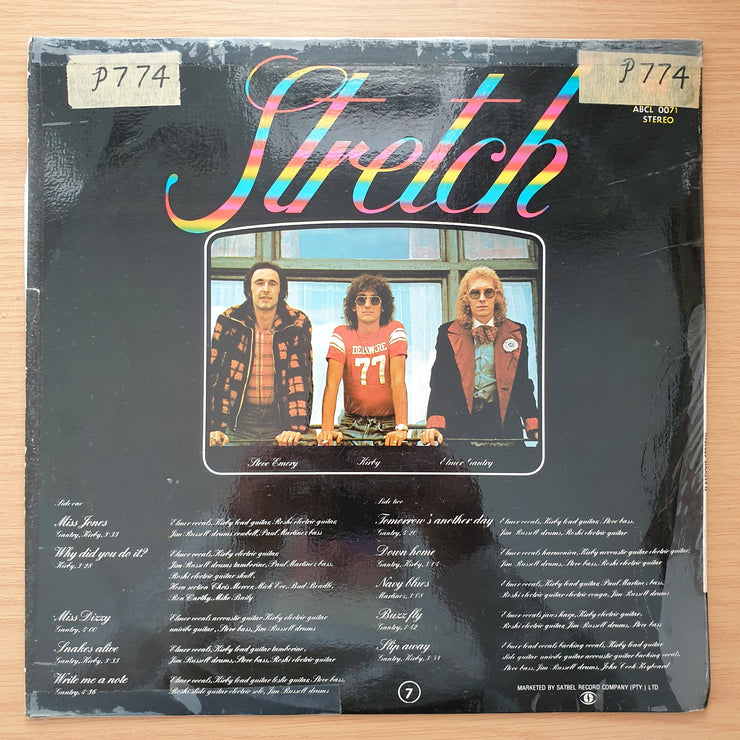 P774
P774
Stretch
ABCL 0071
STEREO
DELAWARE
77
Steve Emery
Kirby
Elmer Gantry
Side one
Miss Jones
Gantry, Kirby, 3:33
Elmer vocals, Kirby lead guitar, Roshi electric guitar,
Jim Russell drums cowbell, Paul Martinez bass
Why did you do it?
Kirby, 3:28
Elmer vocals, Kirby electric guitar,
Jim Russell drums tamborine, Paul Martinez bass,
Roshi electric guitar skull,
Horn section Chris Mercer, Mick Eve, Bud Beadle,
Ron Carthy, Mike Baily
Miss Dizzy
Gantry, 4:00
Elmer vocals acoustic guitar Kirby electric guitar
univibe guitar, Steve bass, Jim Russell drums
Snakes alive
Gantry, Kirby, 3:33
Elmer vocals, Kirby lead guitar tamborine,
Jim Russell drums, Steve bass, Roshi electric guitar
Write me a note
Gantry, 4:36
Elmer vocals, Kirby lead guitar leslie guitar, Steve bass,
Roshi slide guitar electric solo, Jim Russell drums
Side two
Tomorrow's another day
Gantry, 4:20
Elmer vocals, Kirby lead guitar, Steve bass,
Jim Russell drums, Roshi electric guitar
Down home
Gantry, Kirby,
Elmer vocals harmonica, Kirby acoustic guitar electric guitar,
Jim Russell drums, Steve bass, Roshi electric guitar
Navy blues
Martinez, 3:08
Elmer vocals, Kirby lead guitar, Paul Martinez bass,
Roshi electric guitar electric conga, Jim Russell drums
Buzz fly
Gantry, 4:42
Elmer vocals jaws harp, Kirby electric guitar,
Roshi electric guitar, Jim Russell drums, Steve bass
Slip away
Gantry, Kirby, 3:51
Elmer lead vocals backing vocals, Kirby lead guitar
slide guitar univibe guitar acoustic guitar backing vocals,
Steve bass, Jim Russell drums, John Cook Keyboard
7
MARKETED BY SATBEL RECORD COMPANY (PTY.) LTD